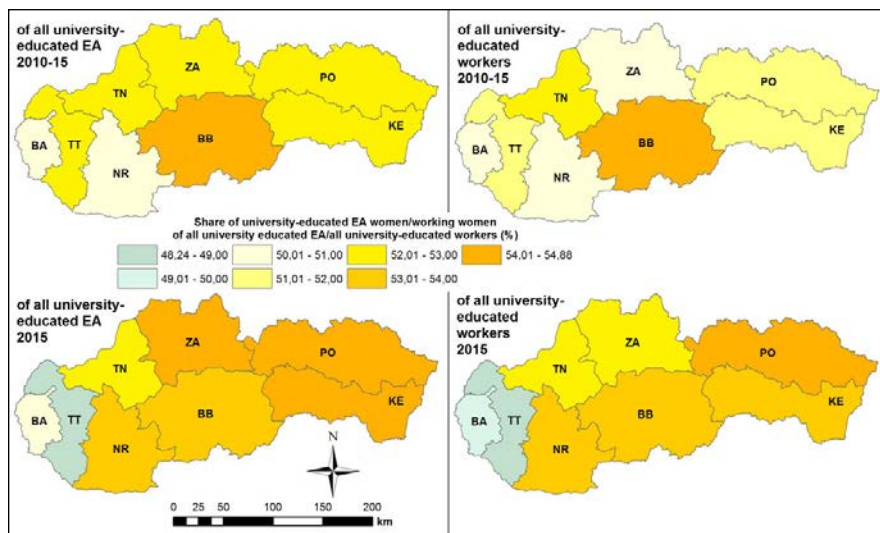 of all university-
educated EA
2010-15
ZA
PO
TN
KE
BB
TT
BA
NR
of all university-
educated
workers
2010-15
ZA
PO
TN
KE
BB
TT
BA
NR
Share of university-educated EA women/working women
of all university educated EA/all university-educated workers (%)
48,24 - 49,00
50,01 - 51,00
52,01 - 53,00
54,01 - 54,88
49,01 - 50,00
51,01 - 52,00
53,01 - 54,00
of all university-
educated EA
2015
ZA
PO
TN
KE
BB
TT
BA
NR
N
0 25 50 100 150 200
km
of all university-
educated
workers
2015
ZA
PO
TN
KE
BB
TT
BA
NR